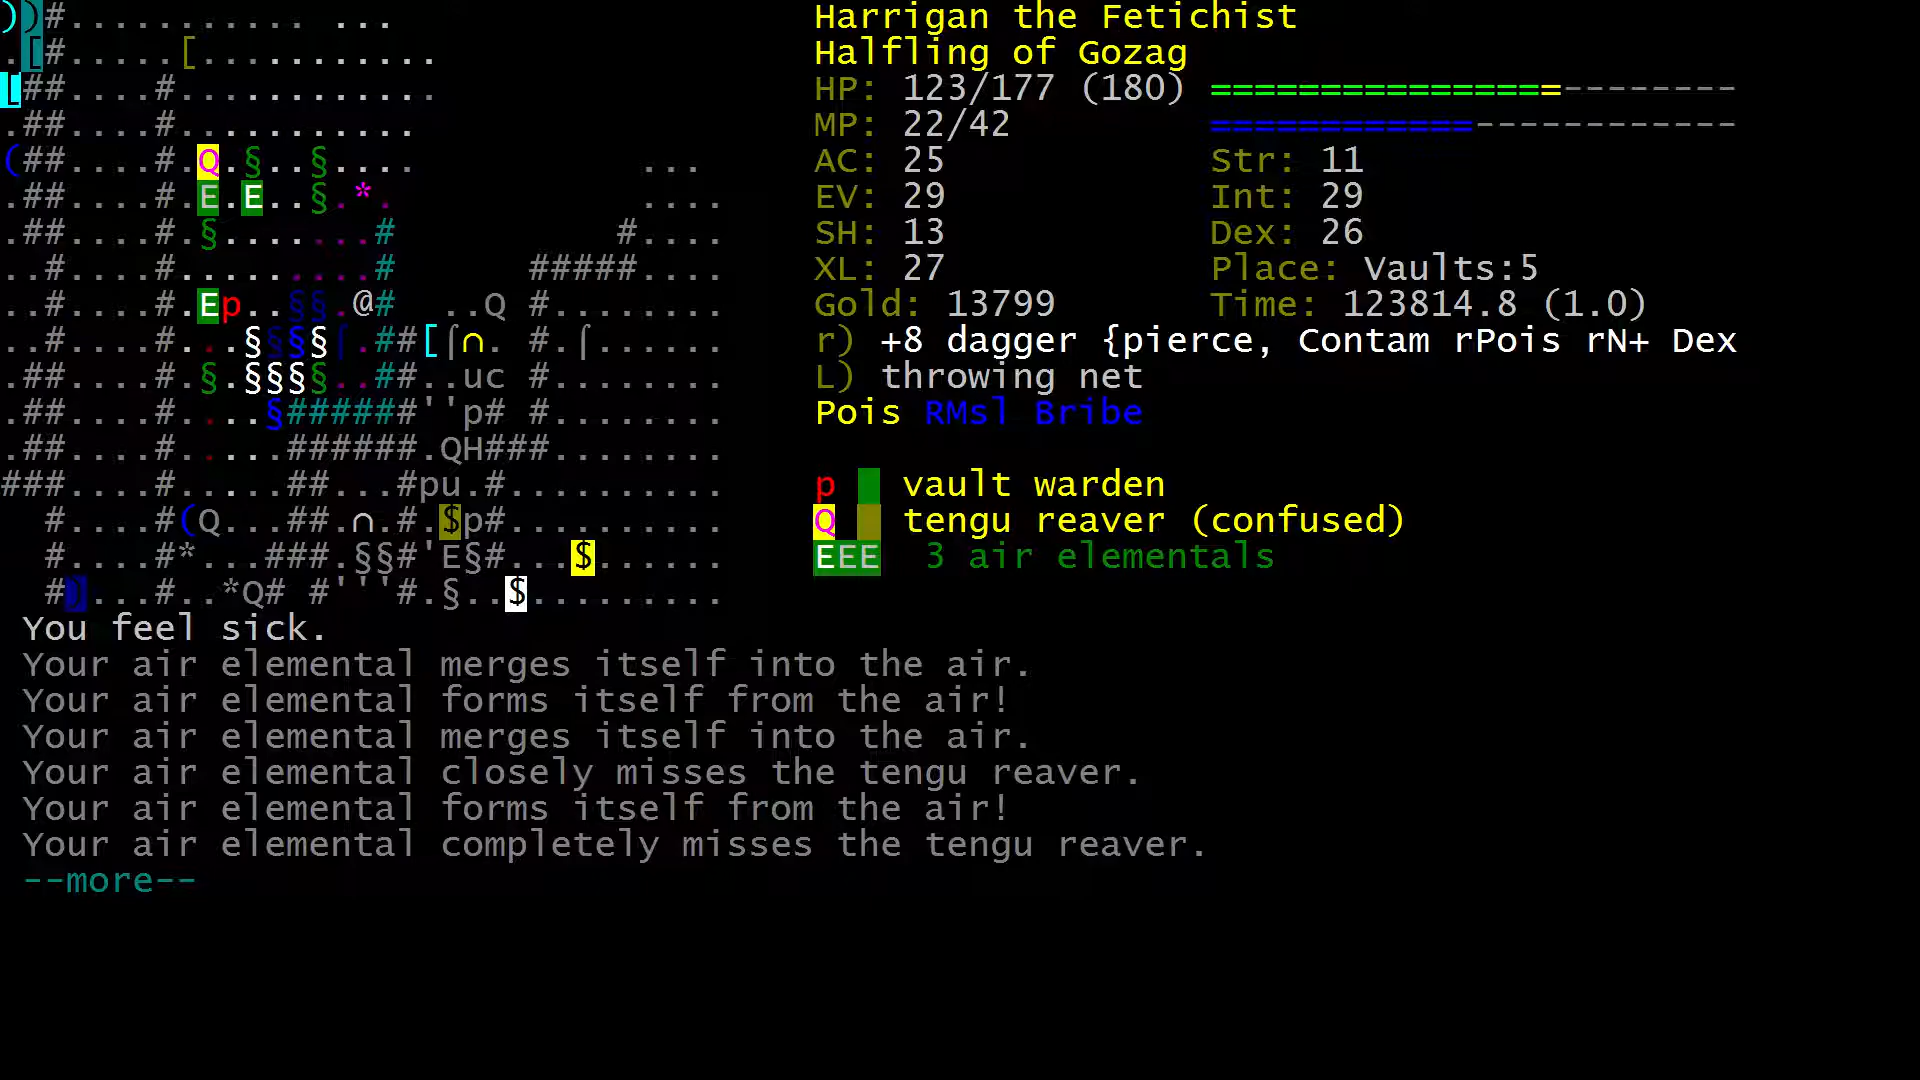 Harrigan the Fetichist
Halfling of Gozag
HP: 123/177 (180)
MP: 22/42
AC: 25 Str: 11
EV: 29 Int: 29
SH: 13 Dex: 26
XL: 27 Place: Vaults:5
Gold: 13799 Time: 123814.8 (1.0)
r) +8 dagger {pierce, Contam rPois rN+ Dex
L) throwing net
Pois RMsl Bribe
p vault warden
Q tengu reaver (confused)
EEE 3 air elementals
You feel sick.
Your air elemental merges itself into the air.
Your air elemental forms itself from the air!
Your air elemental merges itself into the air.
Your air elemental closely misses the tengu reaver.
Your air elemental forms itself from the air!
Your air elemental completely misses the tengu reaver.
--more--